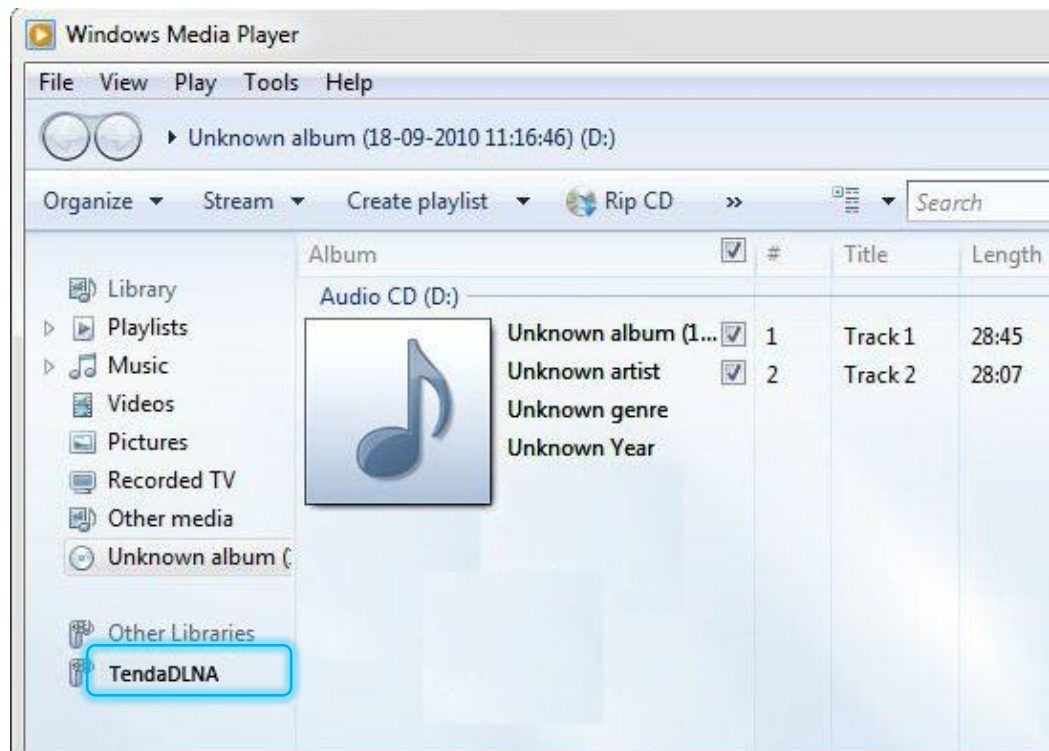 Windows Media Player
File View Play Tools Help
Unknown album (18-09-2010 11:16:46) (D:)
Organize Stream Create playlist Rip CD » Search
Album # Title Length
Library
Audio CD (D:)
Playlists
Unknown album (1... 1 Track 1 28:45
Music
Unknown artist 2 Track 2 28:07
Videos
Unknown genre
Pictures
Unknown Year
Recorded TV
Other media
Unknown album (
Other Libraries
TendaDLNA